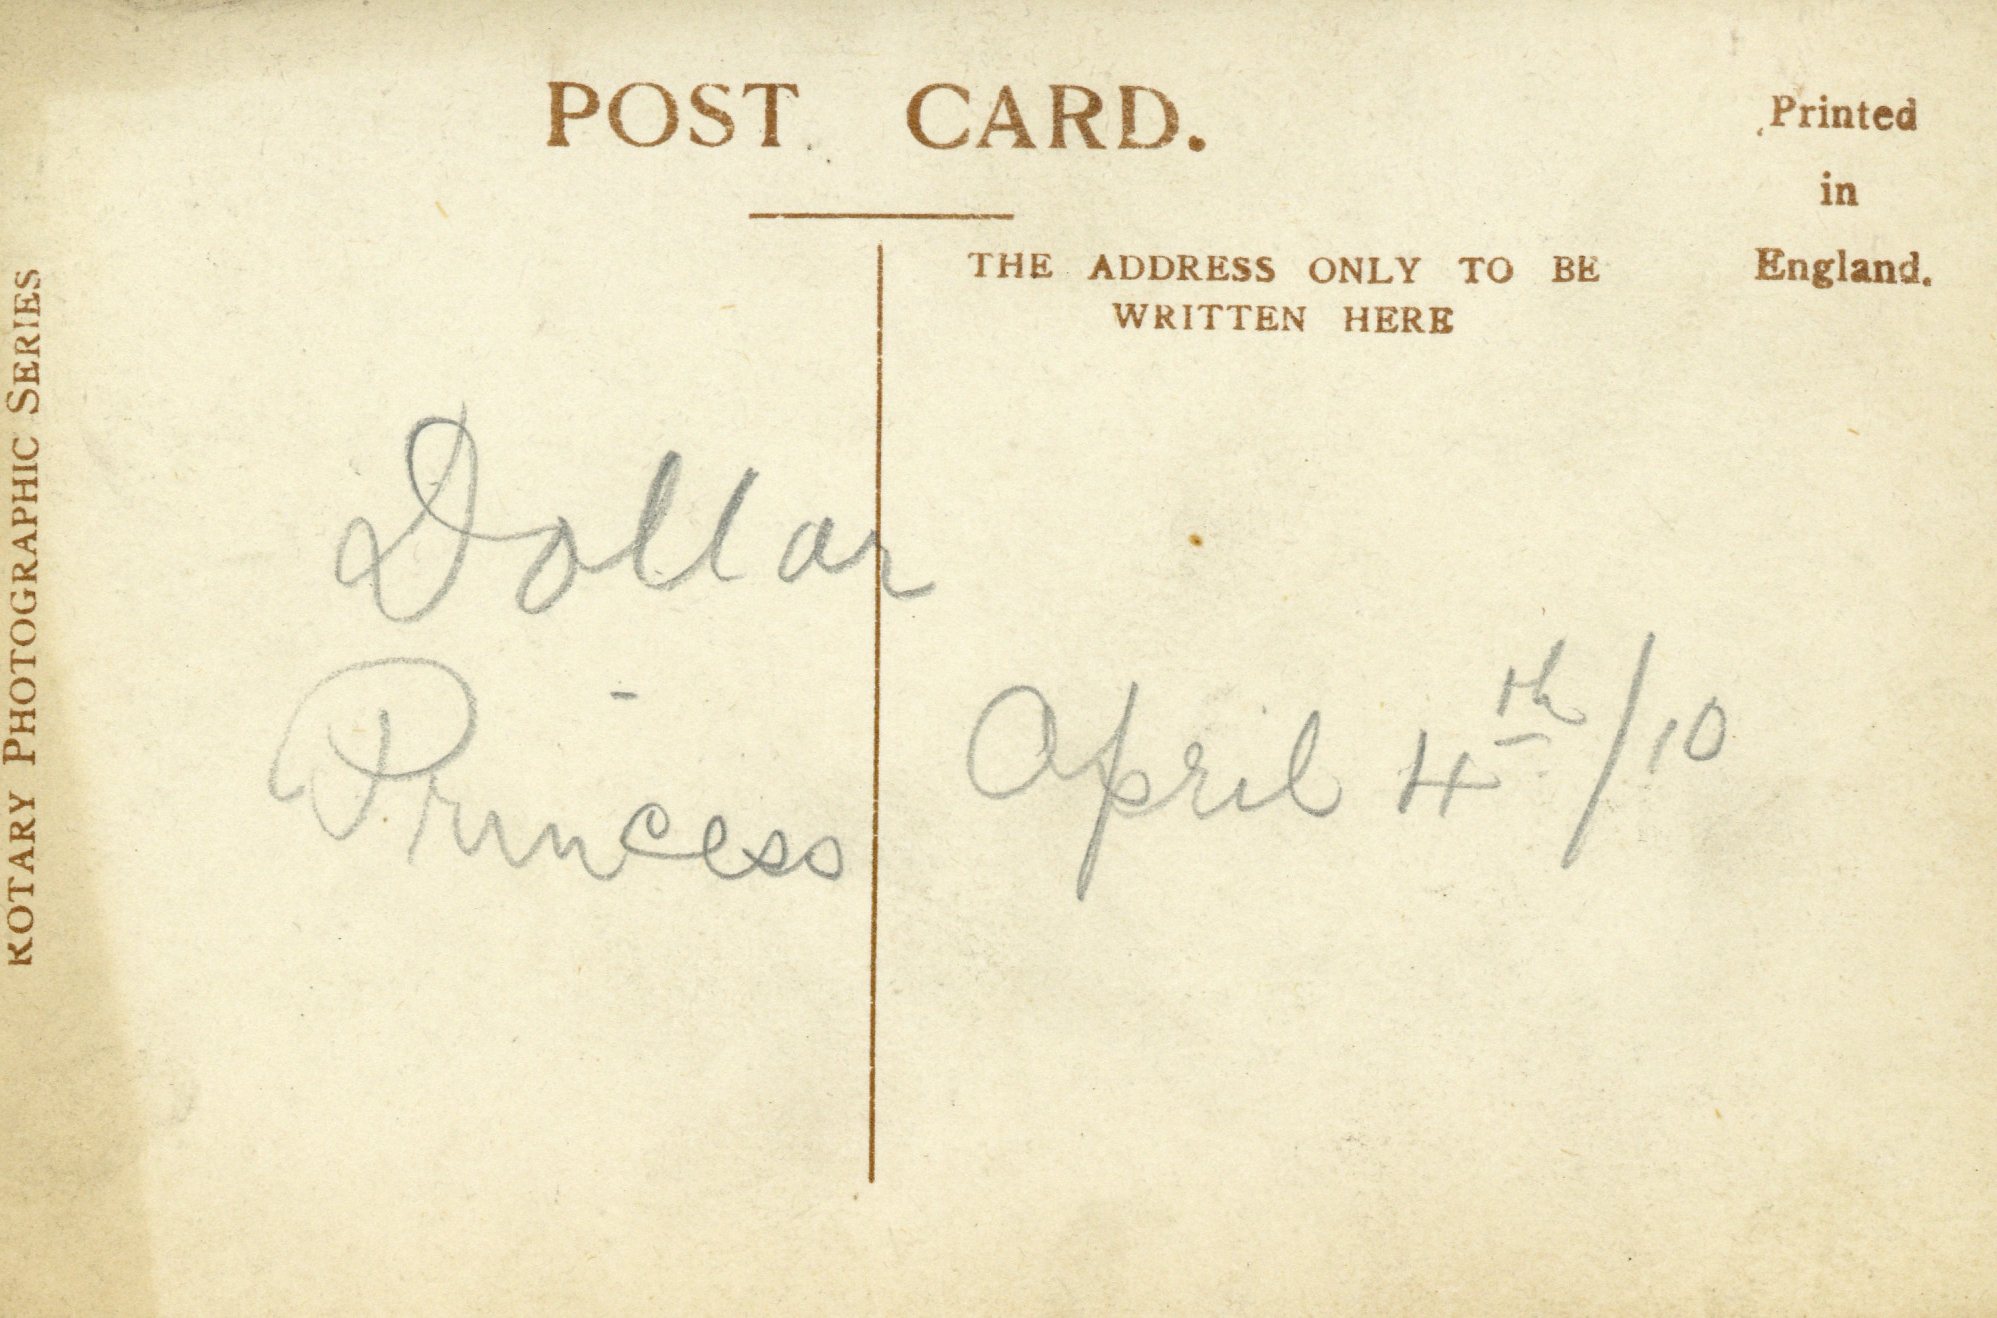 POST CARD.
Printed
in
England.
THE ADDRESS ONLY TO BE
WRITTEN HERE
ROTARY PHOTOGRAPHIC SERIES
Dollar
Princess
April 4th/10